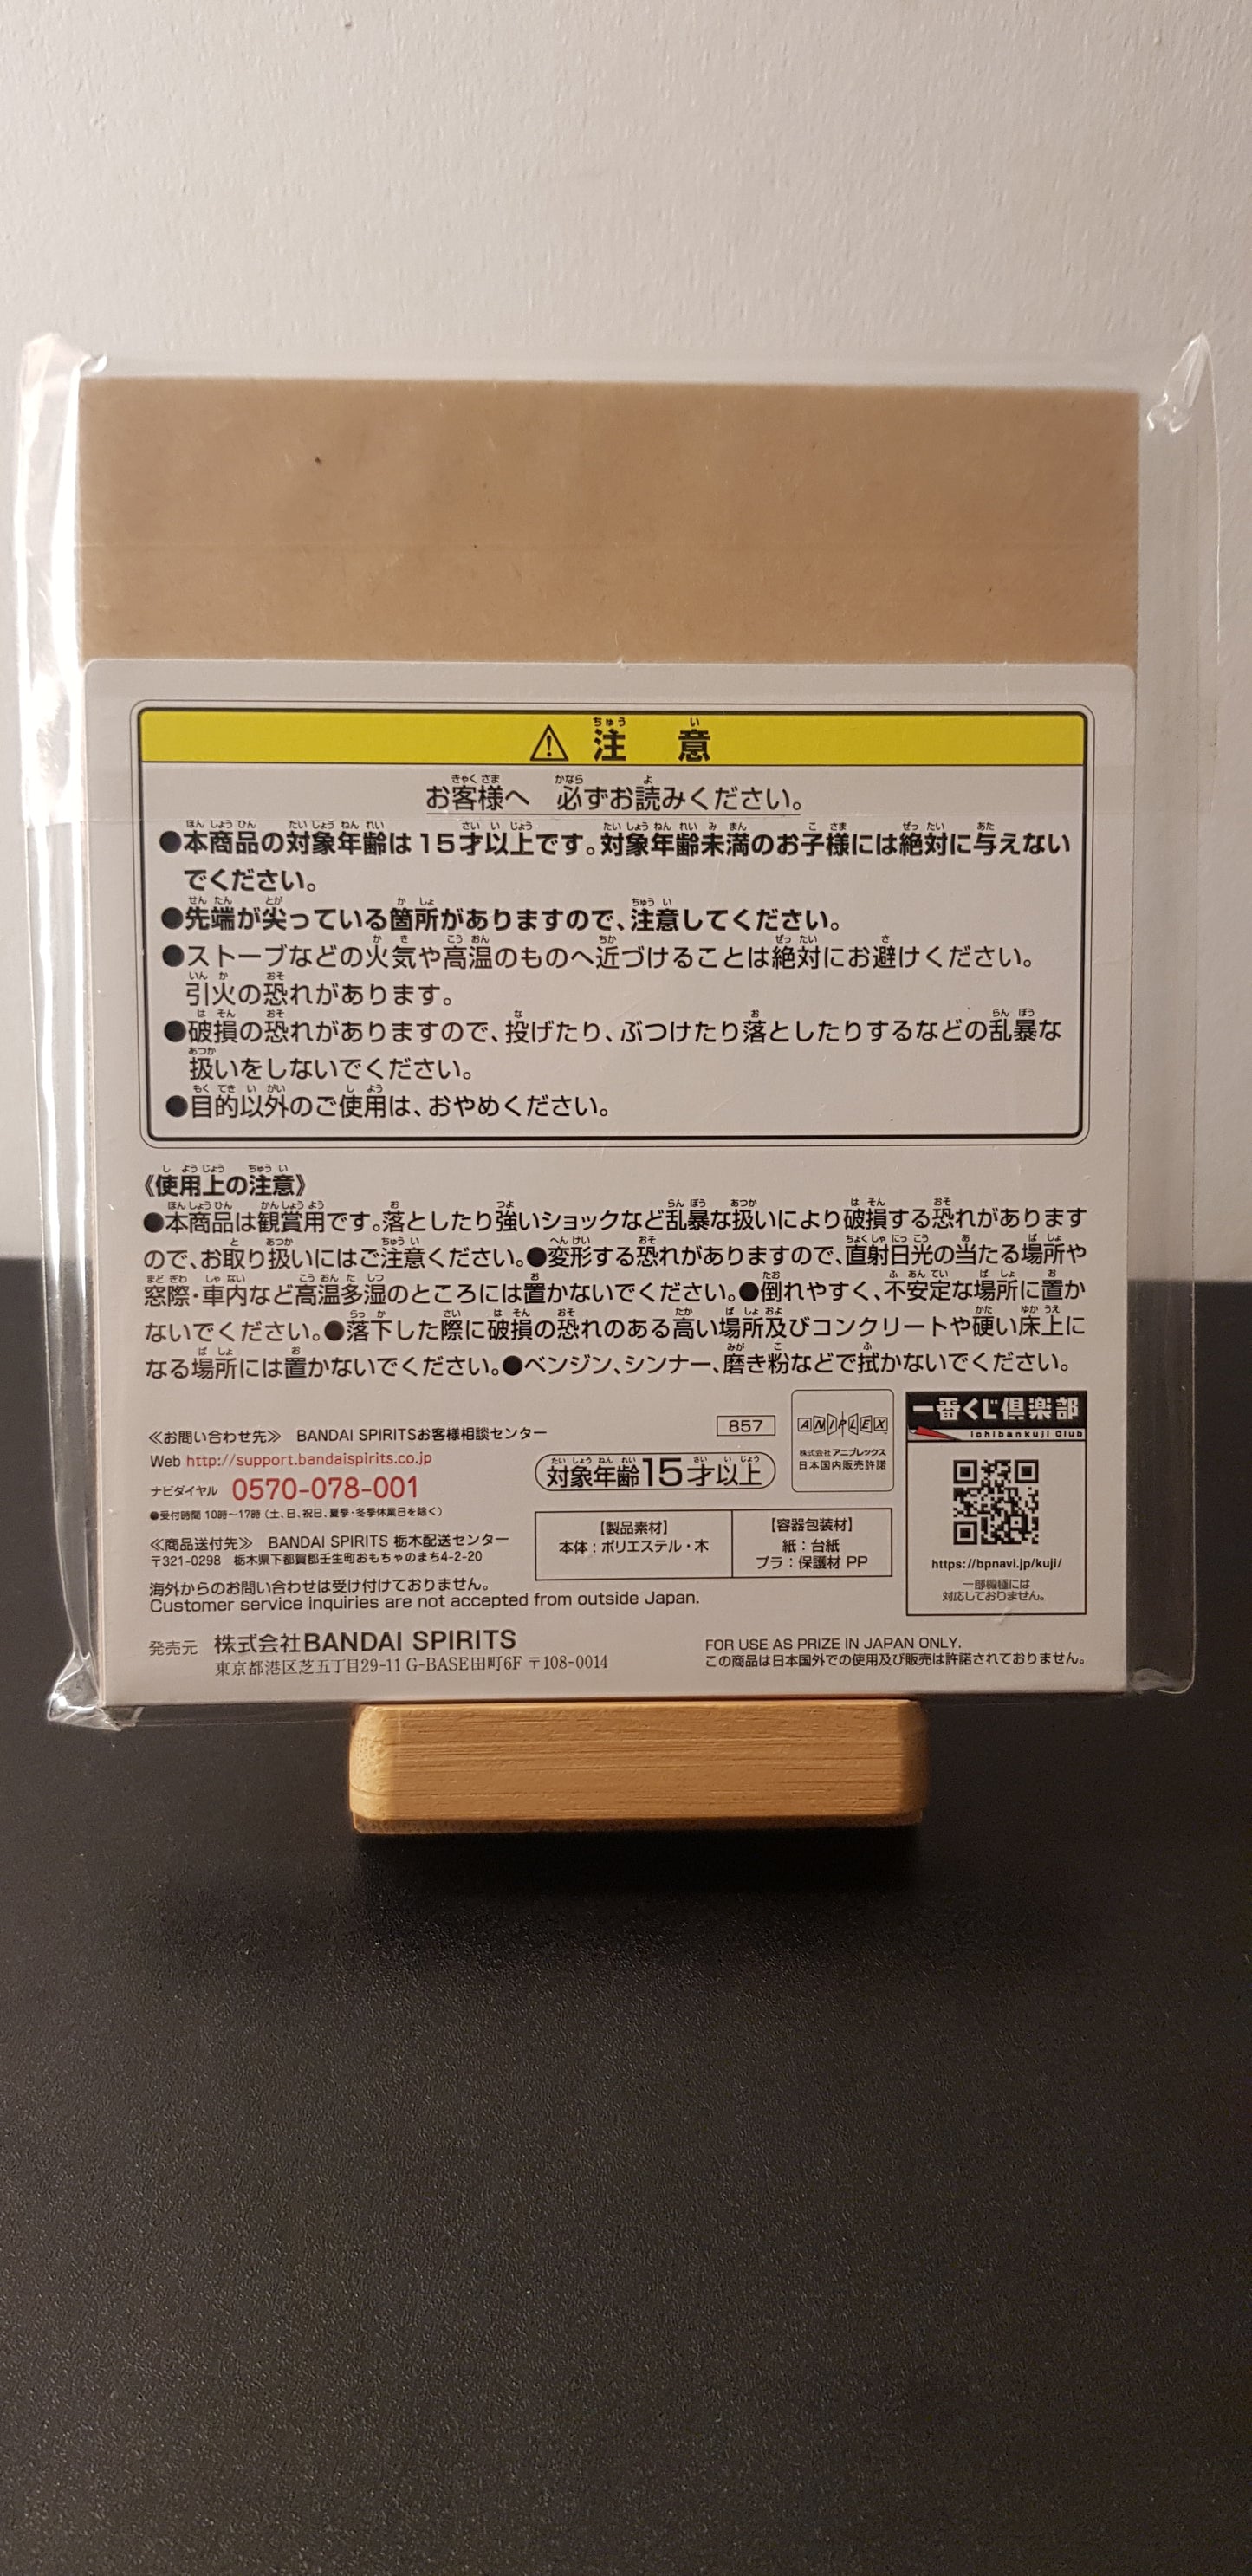 ⚠ 注 意
お客様へ 必ずお読みください。
●本商品の対象年齢は15才以上です。対象年齢未満のお子様には絶対に与えない
でください。
●先端が尖っている箇所がありますので、注意してください。
●ストーブなどの火気や高温のものへ近づけることは絶対にお避けください。
引火の恐れがあります。
●破損の恐れがありますので、投げたり、ぶつけたり落としたりするなどの乱暴な
扱いをしないでください。
●目的以外のご使用は、おやめください。
《使用上の注意》
●本商品は観賞用です。落としたり強いショックなど乱暴な扱いにより破損する恐れがあります
ので、お取り扱いにはご注意ください。●変形する恐れがありますので、直射日光の当たる場所や
窓際・車内など高温多湿のところには置かないでください。●倒れやすく、不安定な場所に置か
ないでください。●落下した際に破損の恐れのある高い場所及びコンクリートや硬い床上に
なる場所には置かないでください。●ベンジン、シンナー、磨き粉などで拭かないでください。
≪お問い合わせ先≫ BANDAI SPIRITSお客様相談センター
Web http://support.bandaispirits.co.jp
ナビダイヤル 0570-078-001
●受付時間 10時~17時(土、日、祝日、夏季・冬季休業日を除く)
≪商品送付先≫ BANDAI SPIRITS 栃木配送センター
〒321-0298 栃木県下都賀郡壬生町おもちゃのまち4-2-20
海外からのお問い合わせは受け付けておりません。
Customer service inquiries are not accepted from outside Japan.
857
対象年齢15才以上
ANIPLEX
株式会社アニプレックス
日本国内販売許諾
【製品素材】
本体：ポリエステル・木
【容器包装材】
紙：台紙
プラ：保護材 PP
一番くじ倶楽部
Ichibankuji Club
https://bpnavi.jp/kuji/
一部機種には
対応しておりません。
発売元 株式会社BANDAI SPIRITS
東京都港区芝五丁目29-11 G-BASE田町6F 〒108-0014
FOR USE AS PRIZE IN JAPAN ONLY.
この商品は日本国外での使用及び販売は許諾されておりません。